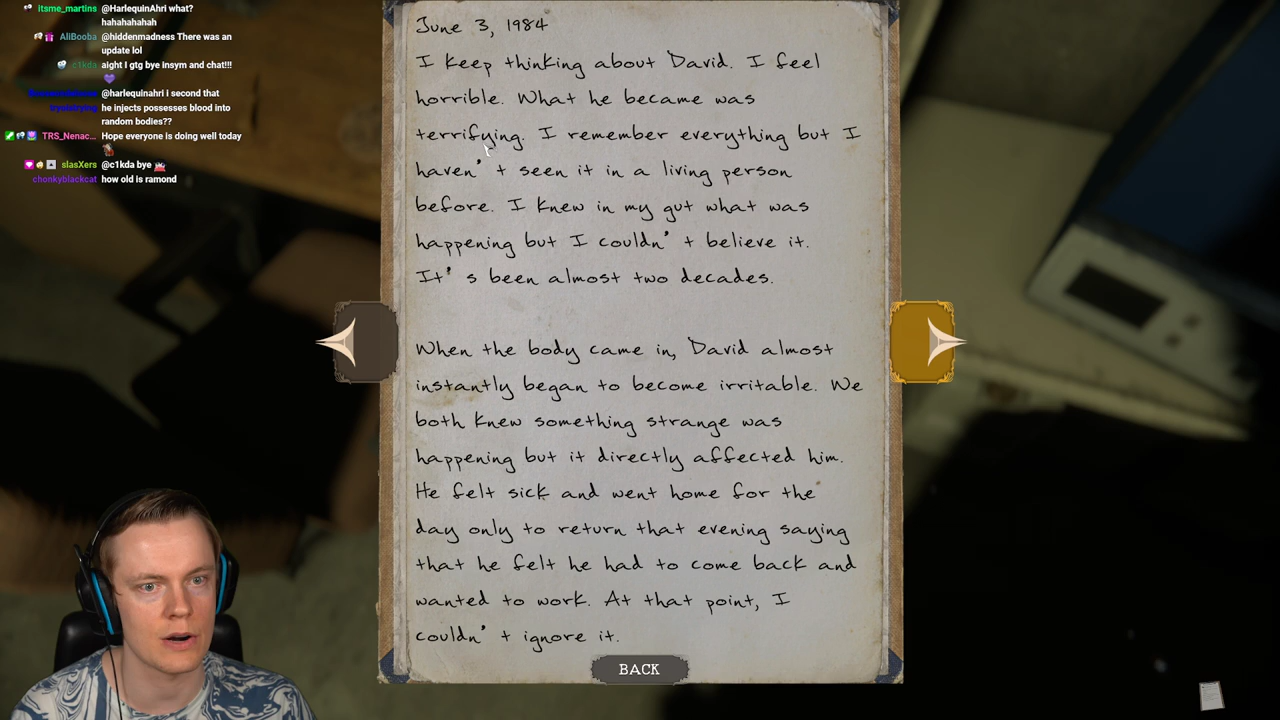 itsme_martins @HarlequinAhri what?
hahahahahah
AliBooba @hiddenmadness There was an
update lol
c1kda aight I gtg bye insym and chat!!!
@harlequinahri I second that
he injects possesses blood into
random bodies??
TRS_Nenac... Hope everyone is doing well today
slasXers @c1kda bye
chonkyblackcat how old is ramond
June 3, 1984
I keep thinking about David. I feel
horrible. What he became was
terrifying. I remember everything but I
haven't seen it in a living person
before. I knew in my gut what was
happening but I couldn't believe it.
It's been almost two decades.
When the body came in, David almost
instantly began to become irritable. We
both knew something strange was
happening but it directly affected him.
He felt sick and went home for the
day only to return that evening saying
that he felt he had to come back and
wanted to work. At that point, I
couldn't ignore it.
BACK